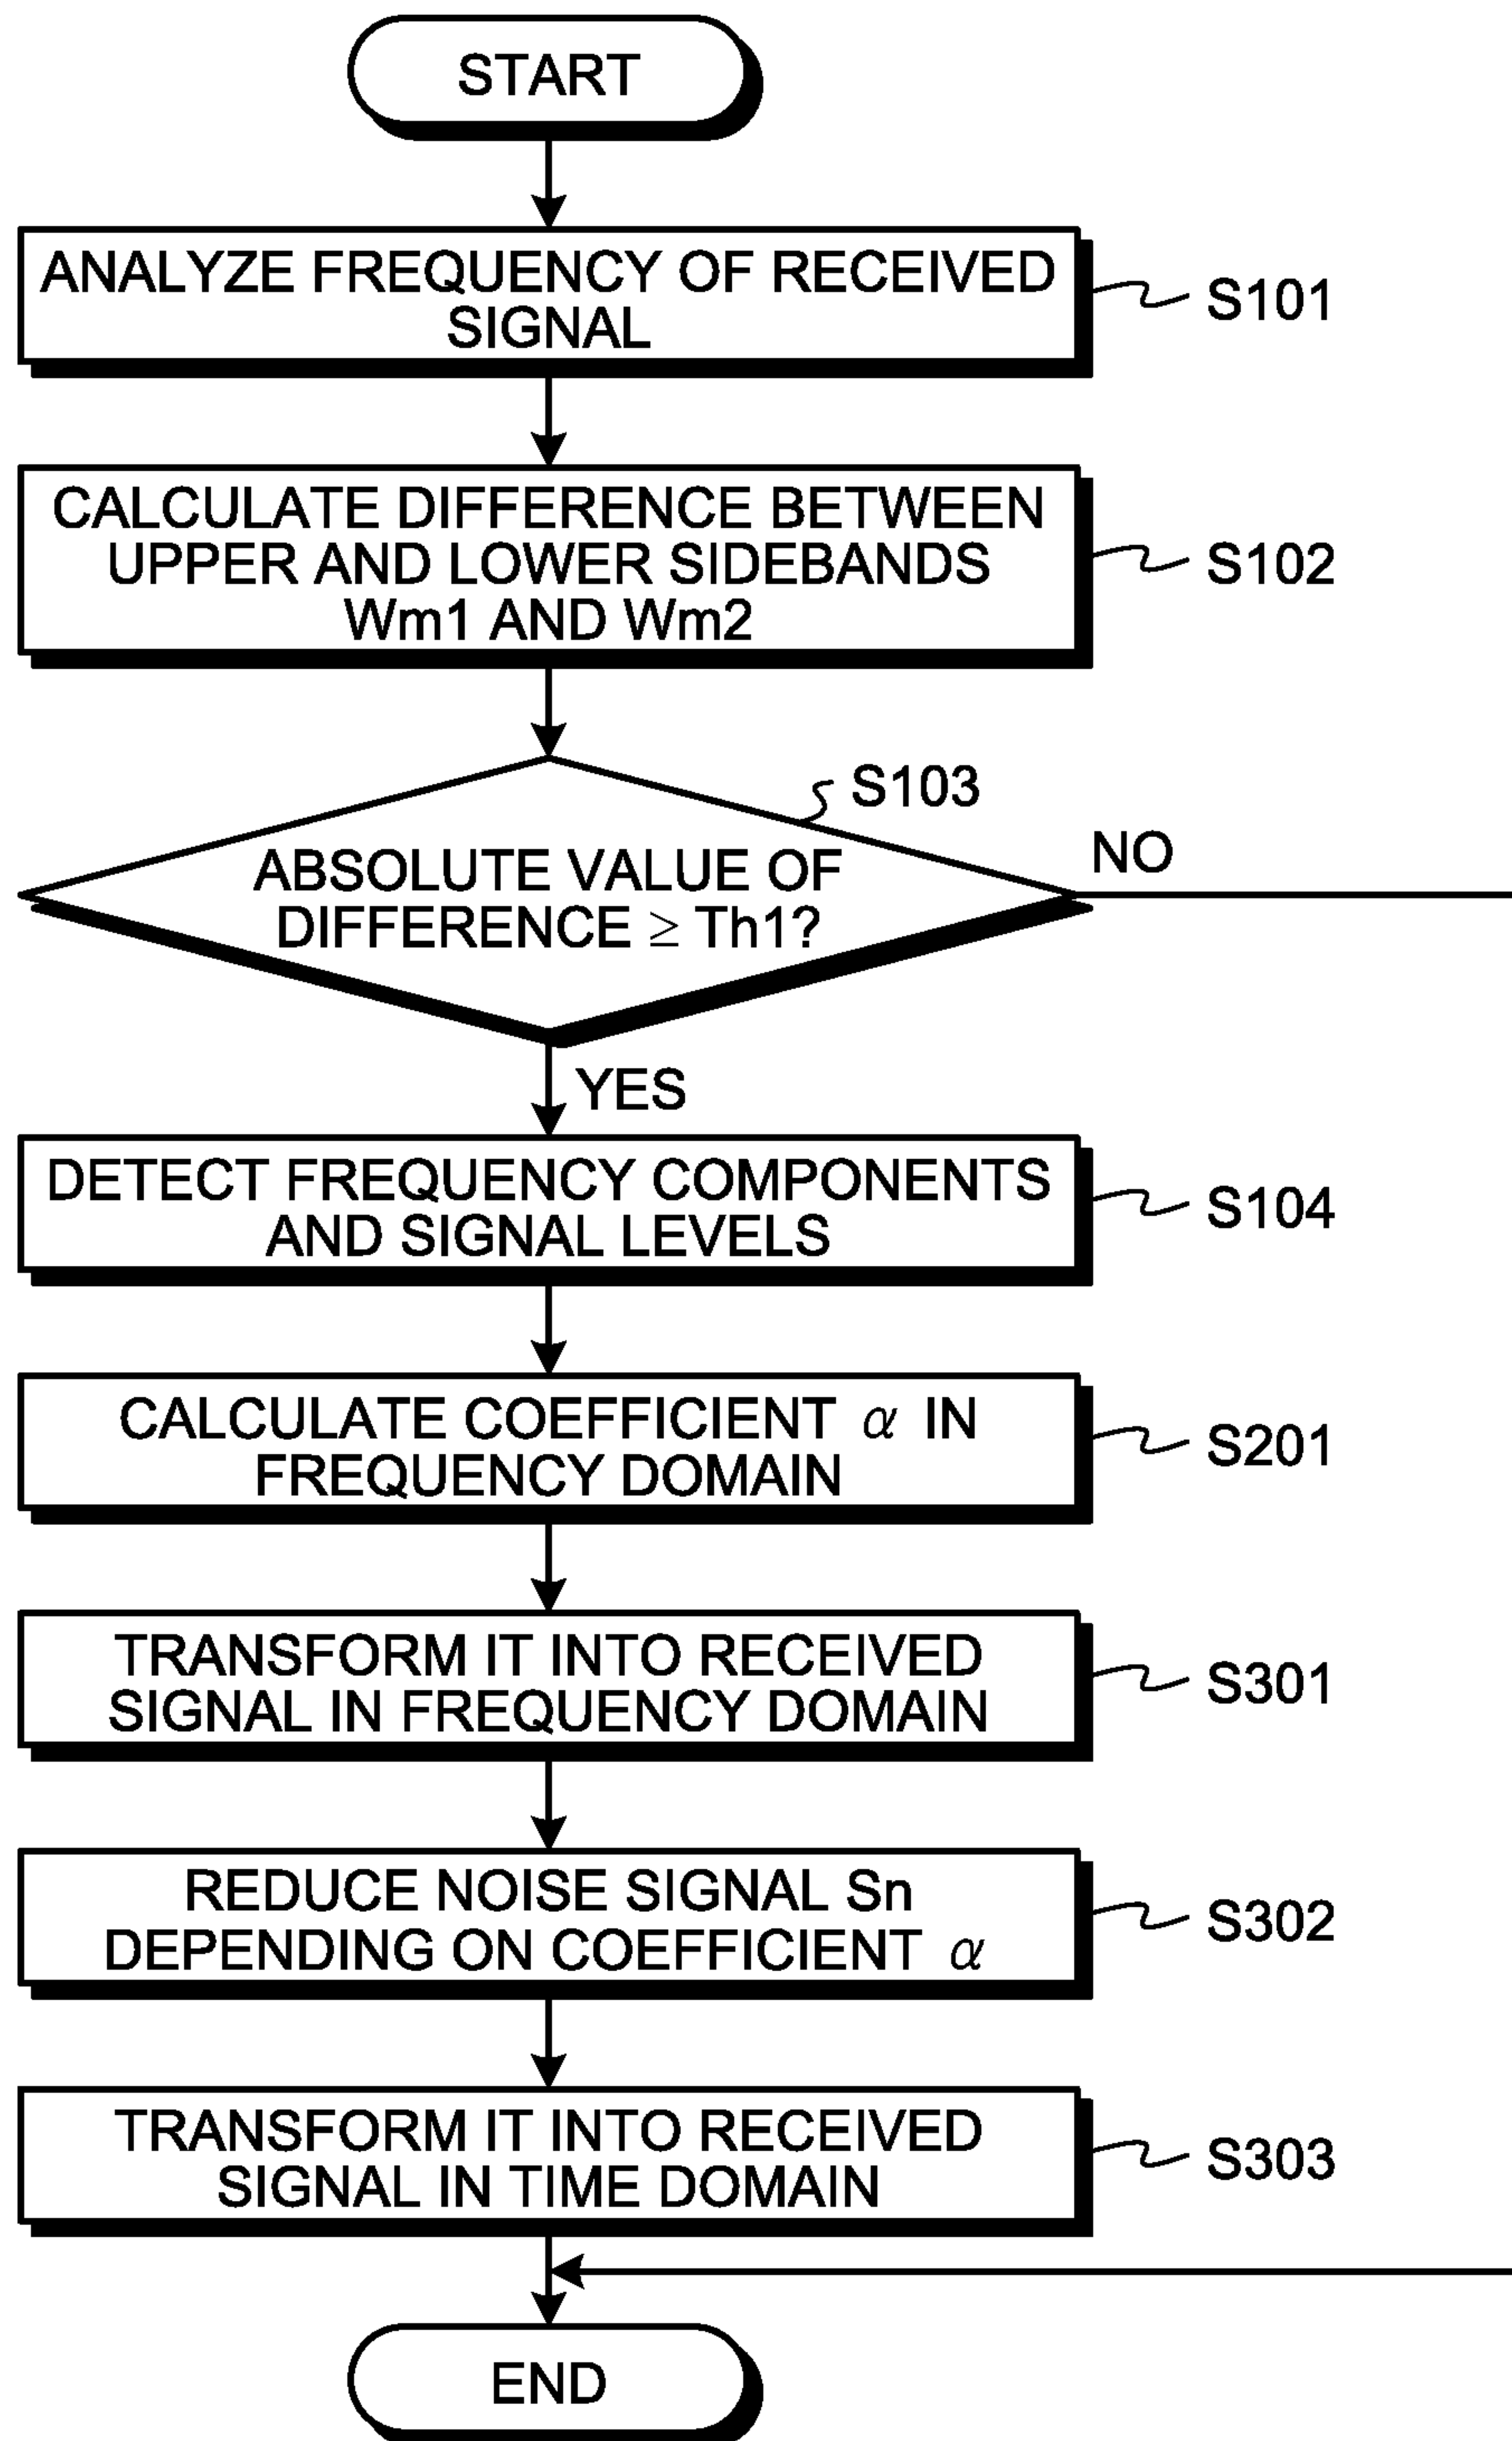 START
ANALYZE FREQUENCY OF RECEIVED
SIGNAL
S101
CALCULATE DIFFERENCE BETWEEN
UPPER AND LOWER SIDEBANDS
Wm1 AND Wm2
S102
S103
ABSOLUTE VALUE OF
DIFFERENCE ≥ Th1?
NO
YES
DETECT FREQUENCY COMPONENTS
AND SIGNAL LEVELS
S104
CALCULATE COEFFICIENT α IN
FREQUENCY DOMAIN
S201
TRANSFORM IT INTO RECEIVED
SIGNAL IN FREQUENCY DOMAIN
S301
REDUCE NOISE SIGNAL Sn
DEPENDING ON COEFFICIENT α
S302
TRANSFORM IT INTO RECEIVED
SIGNAL IN TIME DOMAIN
S303
END